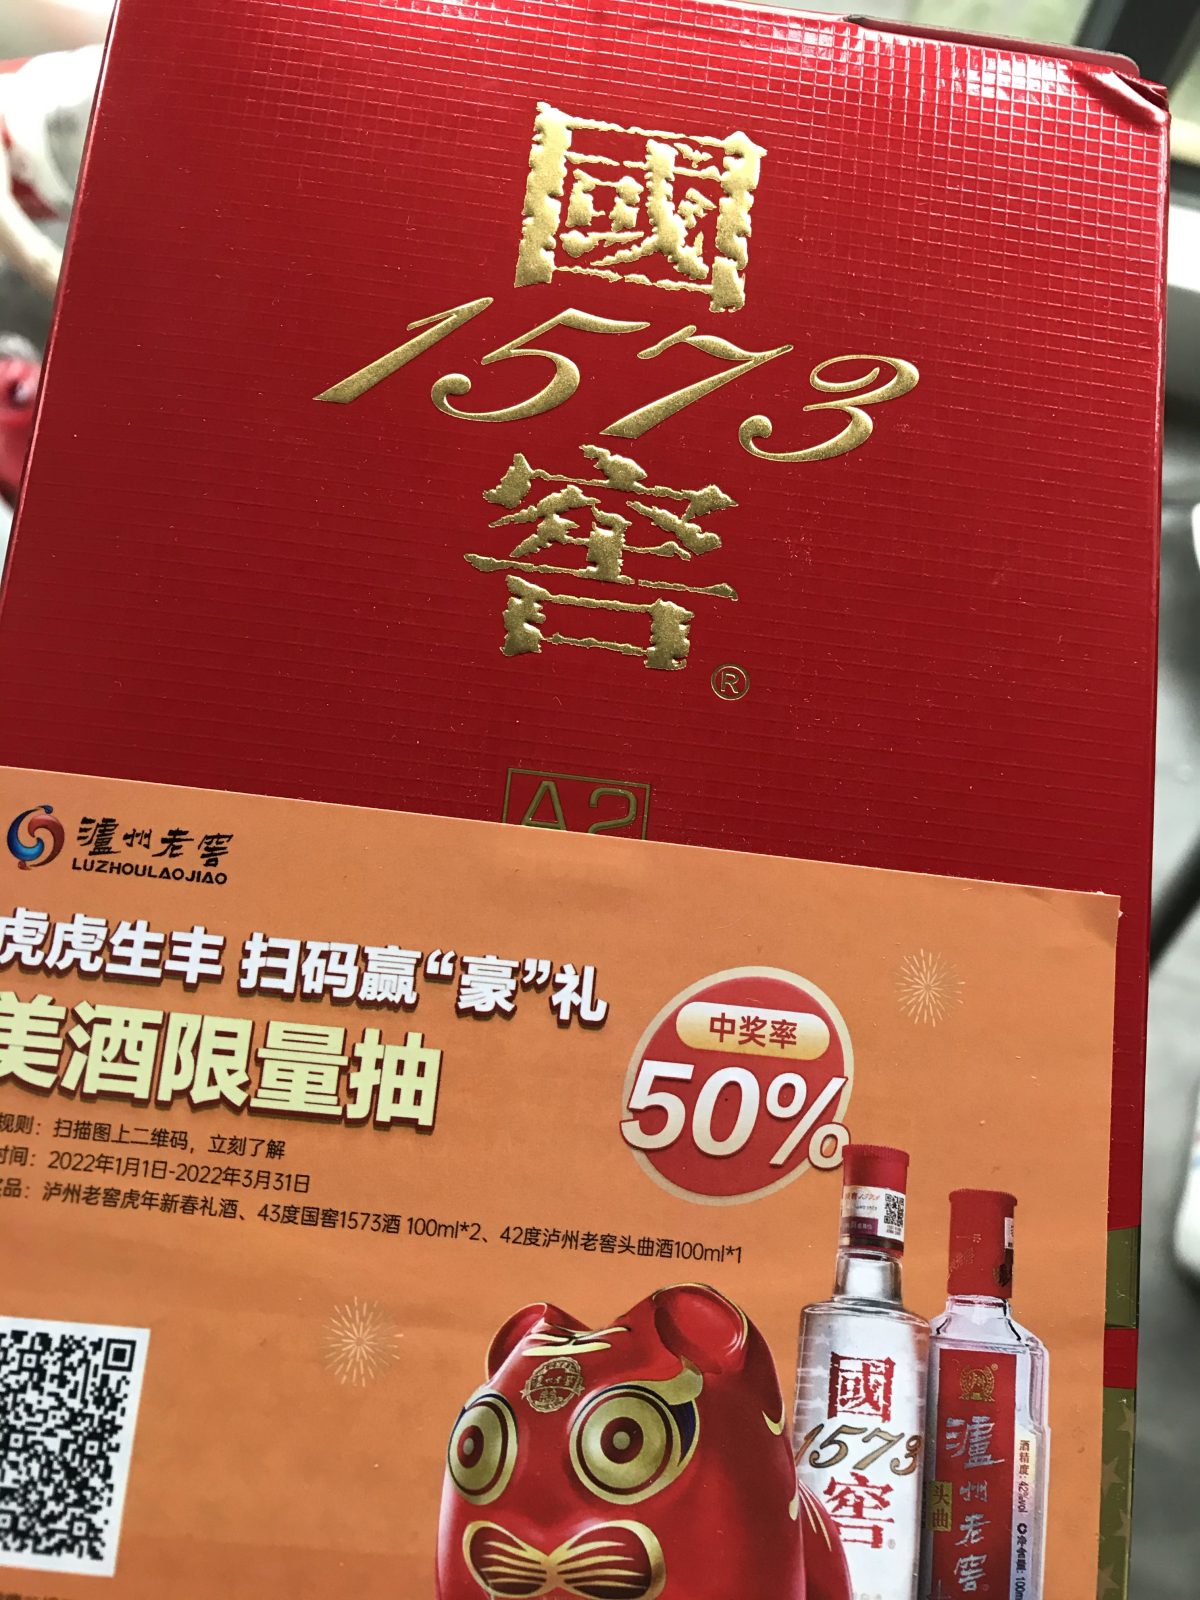 國
1573
窖
®
A2
瀘州老窖
LUZHOULAOJIAO
虎虎生丰 扫码赢“豪”礼
美酒限量抽
中奖率
50%
规则：扫描图上二维码，立刻了解
时间：2022年1月1日-2022年3月31日
奖品：泸州老窖虎年新春礼酒、43度国窖1573酒 100ml*2、42度泸州老窖头曲酒100ml*1
國
1573
窖
瀘州老窖
头曲
酒精度：42%vol